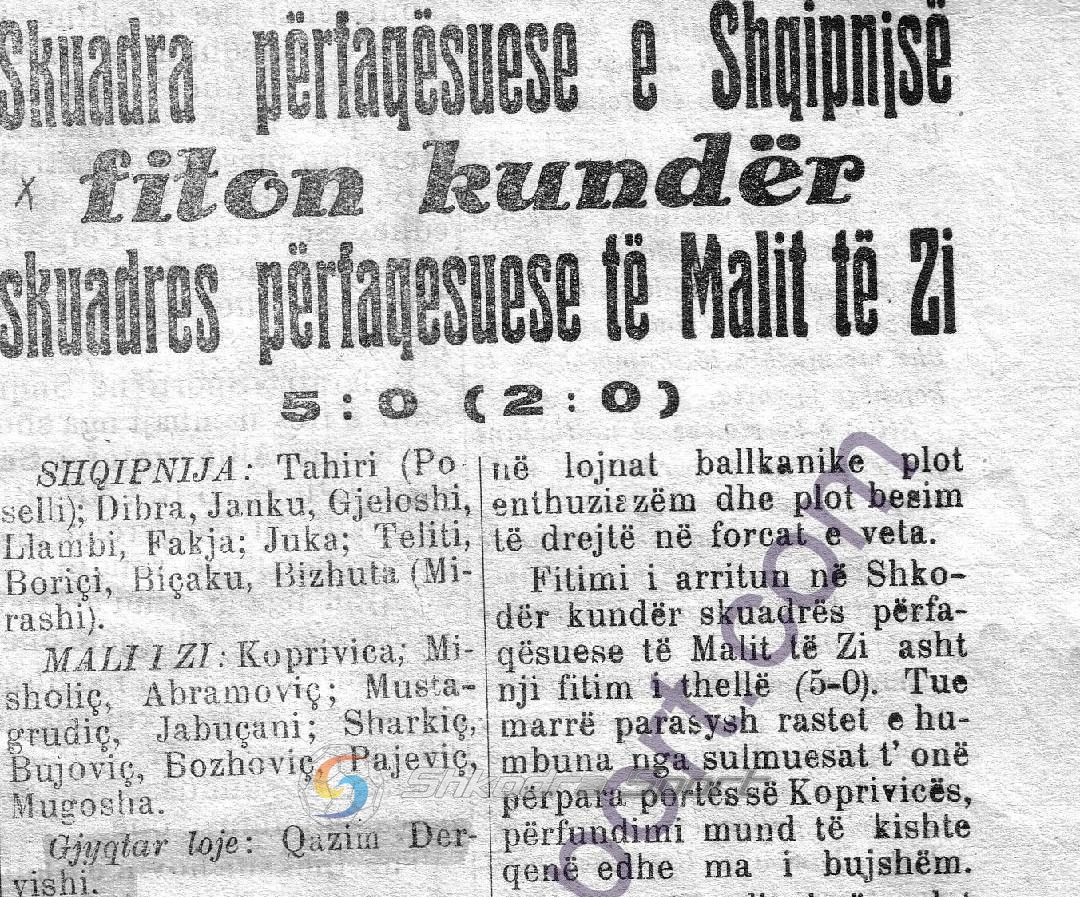 Skuadra përfaqësuese e Shqipnisë
fiton kundër
skuadres përfaqesuese të Malit të Zi
5:0 (2:0)
SHQIPNIJA: Tahiri (Po-
selli); Dibra, Janku, Gjeloshi,
Llambi, Fakja; Juka; Teliti,
Boriçi, Biçaku, Bizhuta (Mi-
rashi).
MALI I ZI: Koprivica; Mi-
sholiç, Abramoviç; Musta-
grudiç, Jabuçani; Sharkiç,
Bujoviç, Bozhoviç, Pajeviç,
Mugosha.
Gjyqtar loje: Qazim Der-
vishi.
në lojnat ballkanike plot
enthuziazëm dhe plot besim
të drejtë në forcat e veta.
Fitimi i arritun në Shko-
dër kundër skuadrës përfa-
qësuese të Malit të Zi asht
nji fitim i thellë (5-0). Tue
marrë parasysh rastet e hu-
mbuna nga sulmuesat t' onë
përpara portës së Koprivicës,
përfundimi mund të kishte
qenë edhe ma i bujshëm.
port.com